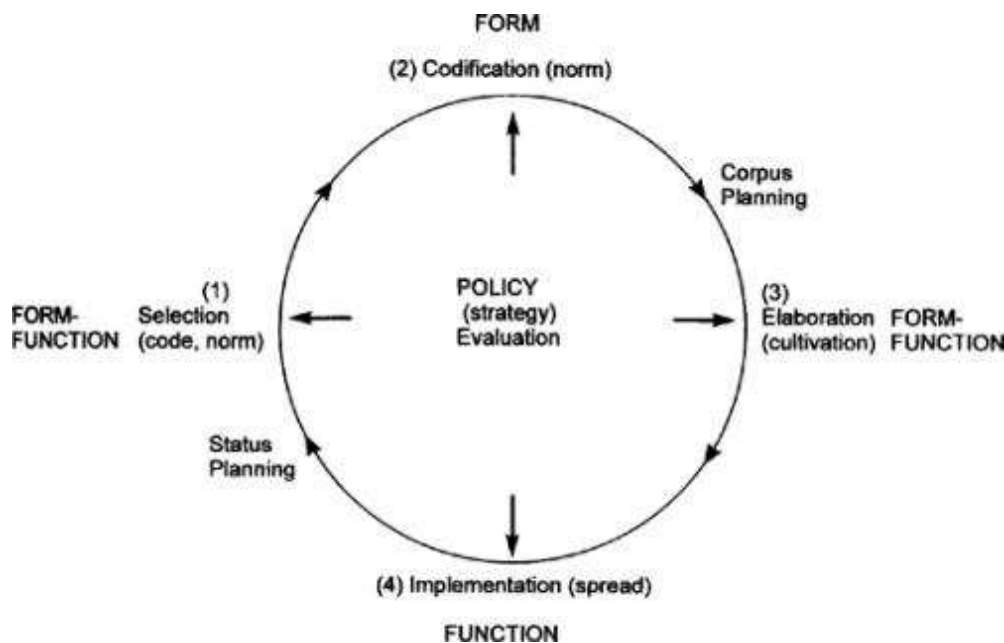 FORM
(2) Codification (norm)
Corpus
Planning
(1)
FORM- Selection
FUNCTION (code, norm)
POLICY
(strategy)
Evaluation
(3)
Elaboration FORM-
(cultivation) FUNCTION
Status
Planning
(4) Implementation (spread)
FUNCTION